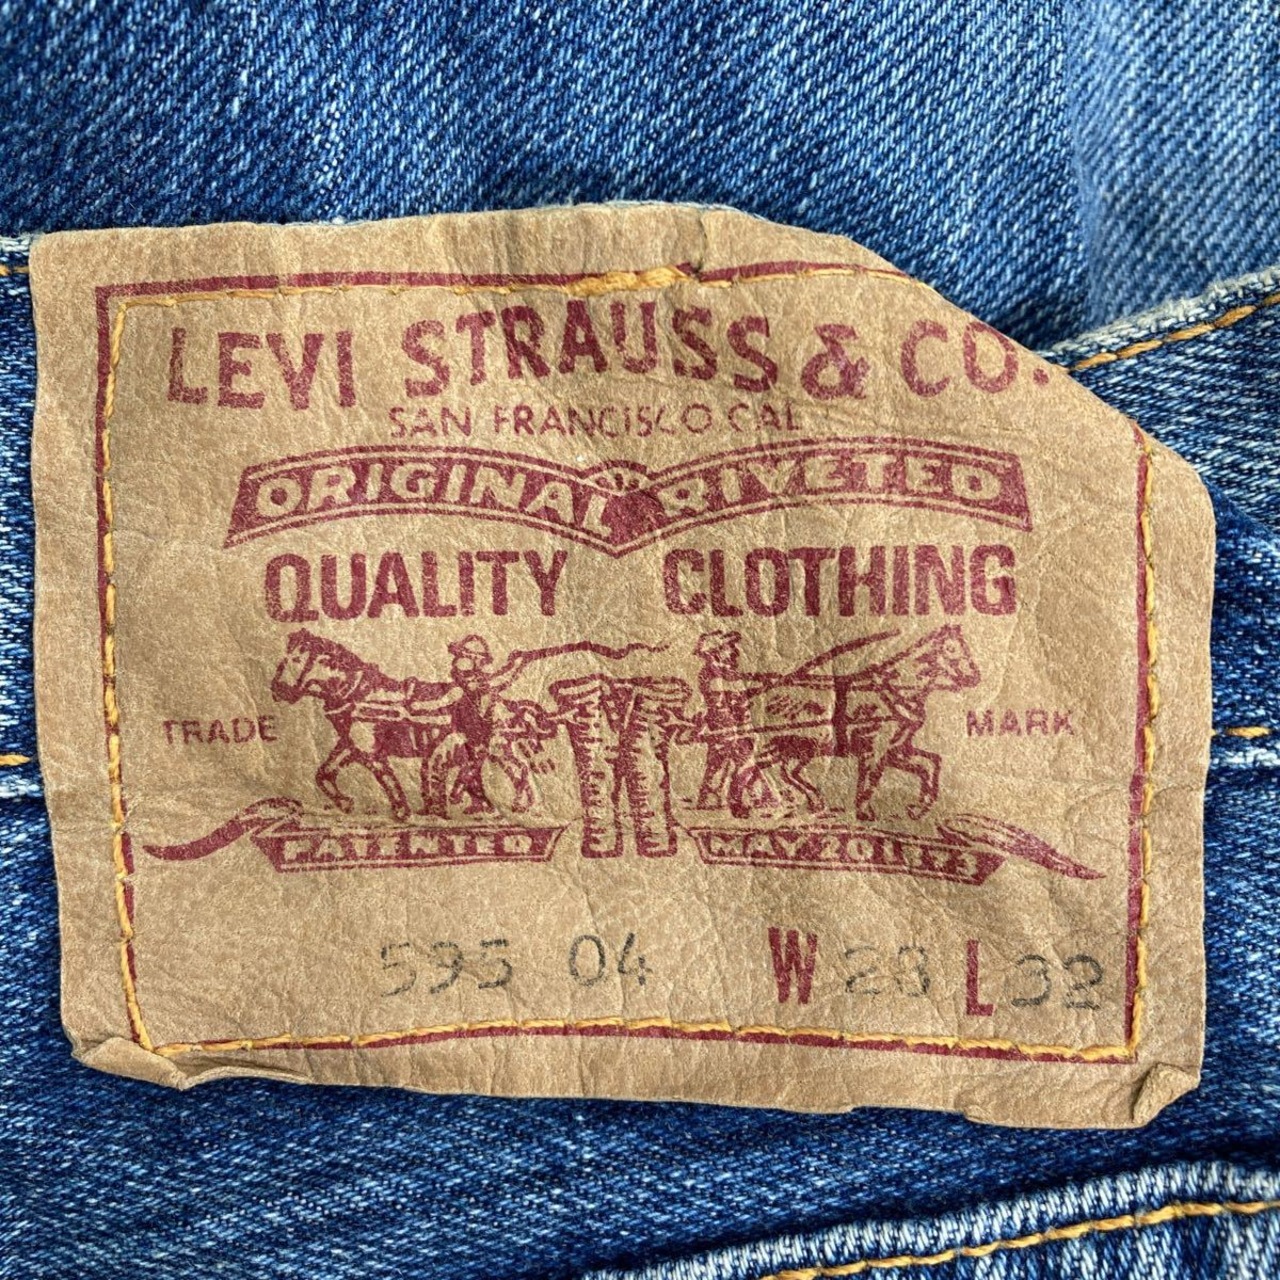 LEVI STRAUSS & CO.
SAN FRANCISCO CAL
ORIGINAL RIVETED
QUALITY CLOTHING
TRADE MARK
PATENTED MAY 20 1873
595 04 W 28 L 32